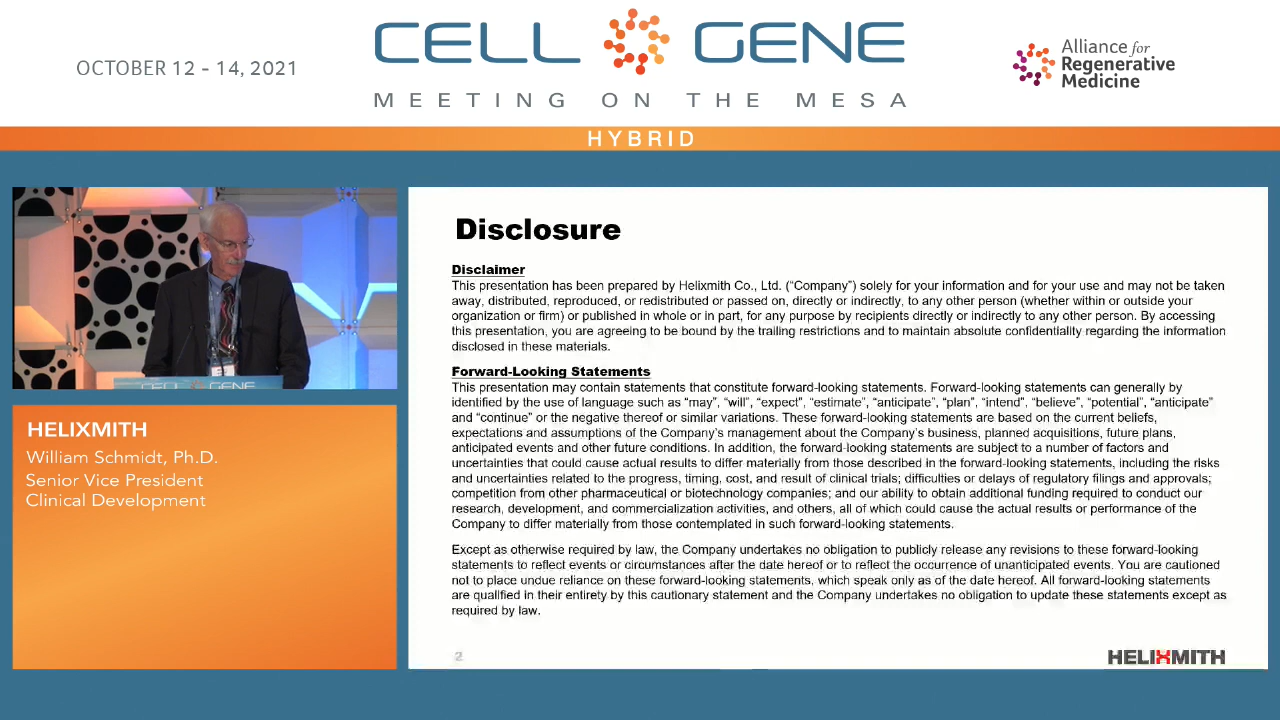 OCTOBER 12 - 14, 2021
CELL GENE
MEETING ON THE MESA
Alliance for
Regenerative
Medicine
HYBRID
CELL GENE
HELIXMITH
William Schmidt, Ph.D.
Senior Vice President
Clinical Development
Disclosure
Disclaimer
This presentation has been prepared by Helixmith Co., Ltd. (“Company”) solely for your information and for your use and may not be taken
away, distributed, reproduced, or redistributed or passed on, directly or indirectly, to any other person (whether within or outside your
organization or firm) or published in whole or in part, for any purpose by recipients directly or indirectly to any other person. By accessing
this presentation, you are agreeing to be bound by the trailing restrictions and to maintain absolute confidentiality regarding the information
disclosed in these materials.
Forward-Looking Statements
This presentation may contain statements that constitute forward-looking statements. Forward-looking statements can generally by
identified by the use of language such as “may”, “will”, “expect”, “estimate”, “anticipate”, “plan”, “intend”, “believe”, “potential”, “anticipate”
and “continue” or the negative thereof or similar variations. These forward-looking statements are based on the current beliefs,
expectations and assumptions of the Company’s management about the Company’s business, planned acquisitions, future plans,
anticipated events and other future conditions. In addition, the forward-looking statements are subject to a number of factors and
uncertainties that could cause actual results to differ materially from those described in the forward-looking statements, including the risks
and uncertainties related to the progress, timing, cost, and result of clinical trials; difficulties or delays of regulatory filings and approvals;
competition from other pharmaceutical or biotechnology companies; and our ability to obtain additional funding required to conduct our
research, development, and commercialization activities, and others, all of which could cause the actual results or performance of the
Company to differ materially from those contemplated in such forward-looking statements.
Except as otherwise required by law, the Company undertakes no obligation to publicly release any revisions to these forward-looking
statements to reflect events or circumstances after the date hereof or to reflect the occurrence of unanticipated events. You are cautioned
not to place undue reliance on these forward-looking statements, which speak only as of the date hereof. All forward-looking statements
are qualified in their entirety by this cautionary statement and the Company undertakes no obligation to update these statements except as
required by law.
2
HELIXMITH